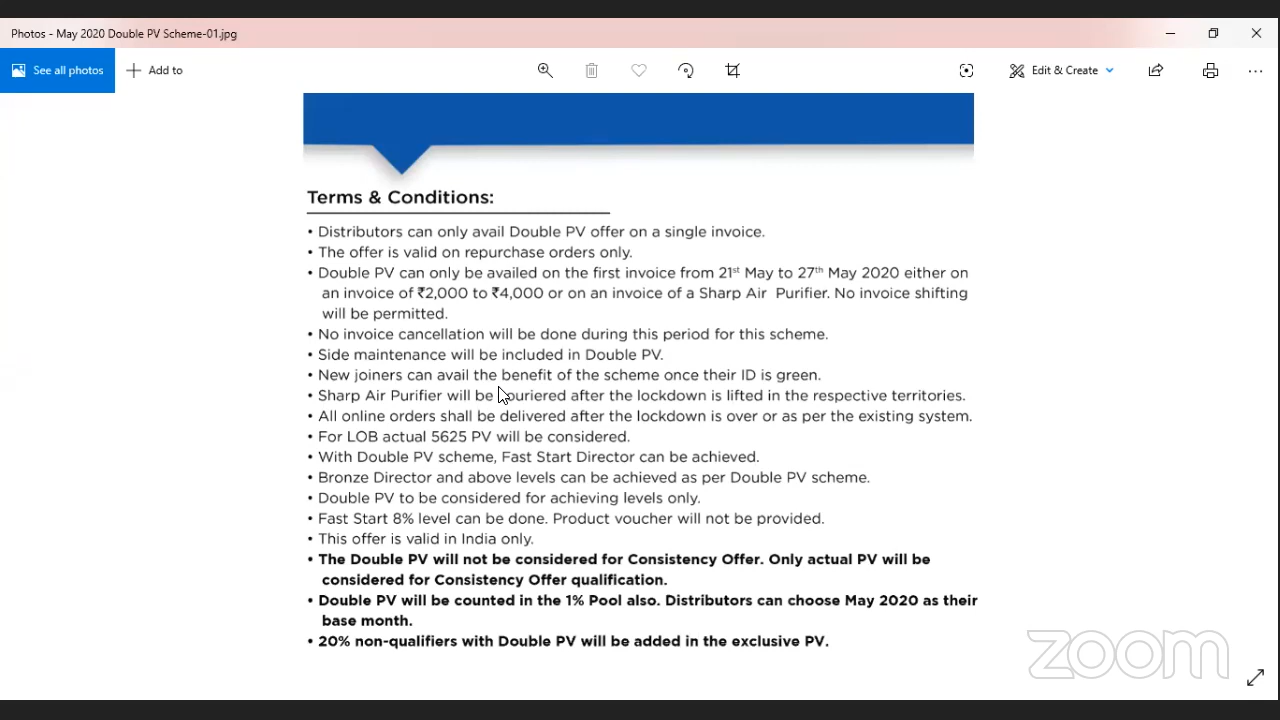 Photos - May 2020 Double PV Scheme-01.jpg
See all photos
Add to
Edit & Create
Terms & Conditions:
• Distributors can only avail Double PV offer on a single invoice.
• The offer is valid on repurchase orders only.
• Double PV can only be availed on the first invoice from 21st May to 27th May 2020 either on
an invoice of ₹2,000 to ₹4,000 or on an invoice of a Sharp Air Purifier. No invoice shifting
will be permitted.
• No invoice cancellation will be done during this period for this scheme.
• Side maintenance will be included in Double PV.
• New joiners can avail the benefit of the scheme once their ID is green.
• Sharp Air Purifier will be couriered after the lockdown is lifted in the respective territories.
• All online orders shall be delivered after the lockdown is over or as per the existing system.
• For LOB actual 5625 PV will be considered.
• With Double PV scheme, Fast Start Director can be achieved.
• Bronze Director and above levels can be achieved as per Double PV scheme.
• Double PV to be considered for achieving levels only.
• Fast Start 8% level can be done. Product voucher will not be provided.
• This offer is valid in India only.
• The Double PV will not be considered for Consistency Offer. Only actual PV will be
considered for Consistency Offer qualification.
• Double PV will be counted in the 1% Pool also. Distributors can choose May 2020 as their
base month.
• 20% non-qualifiers with Double PV will be added in the exclusive PV.
zoom